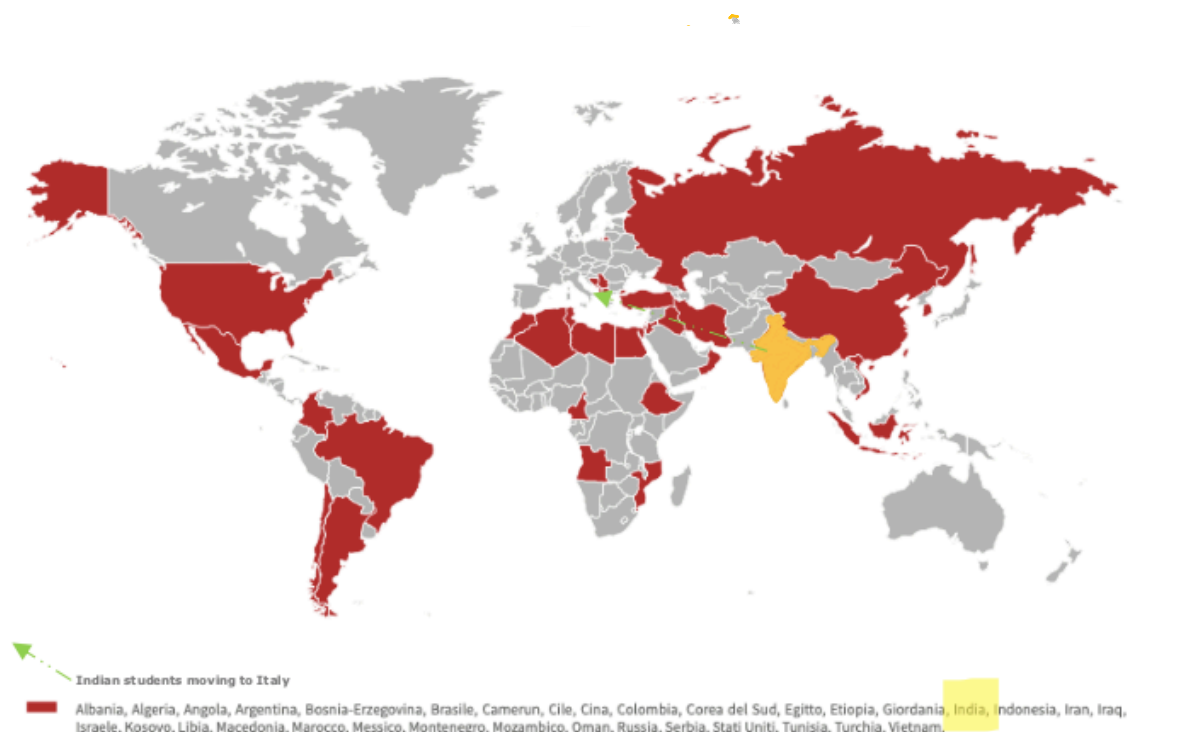 Indian students moving to Italy
Albania, Algeria, Angola, Argentina, Bosnia-Erzegovina, Brasile, Camerun, Cile, Cina, Colombia, Corea del Sud, Egitto, Etiopia, Giordania, India, Indonesia, Iran, Iraq,
Israele, Kosovo, Libia, Macedonia, Marocco, Messico, Montenegro, Mozambico, Oman, Russia, Serbia, Stati Uniti, Tunisia, Turchia, Vietnam.